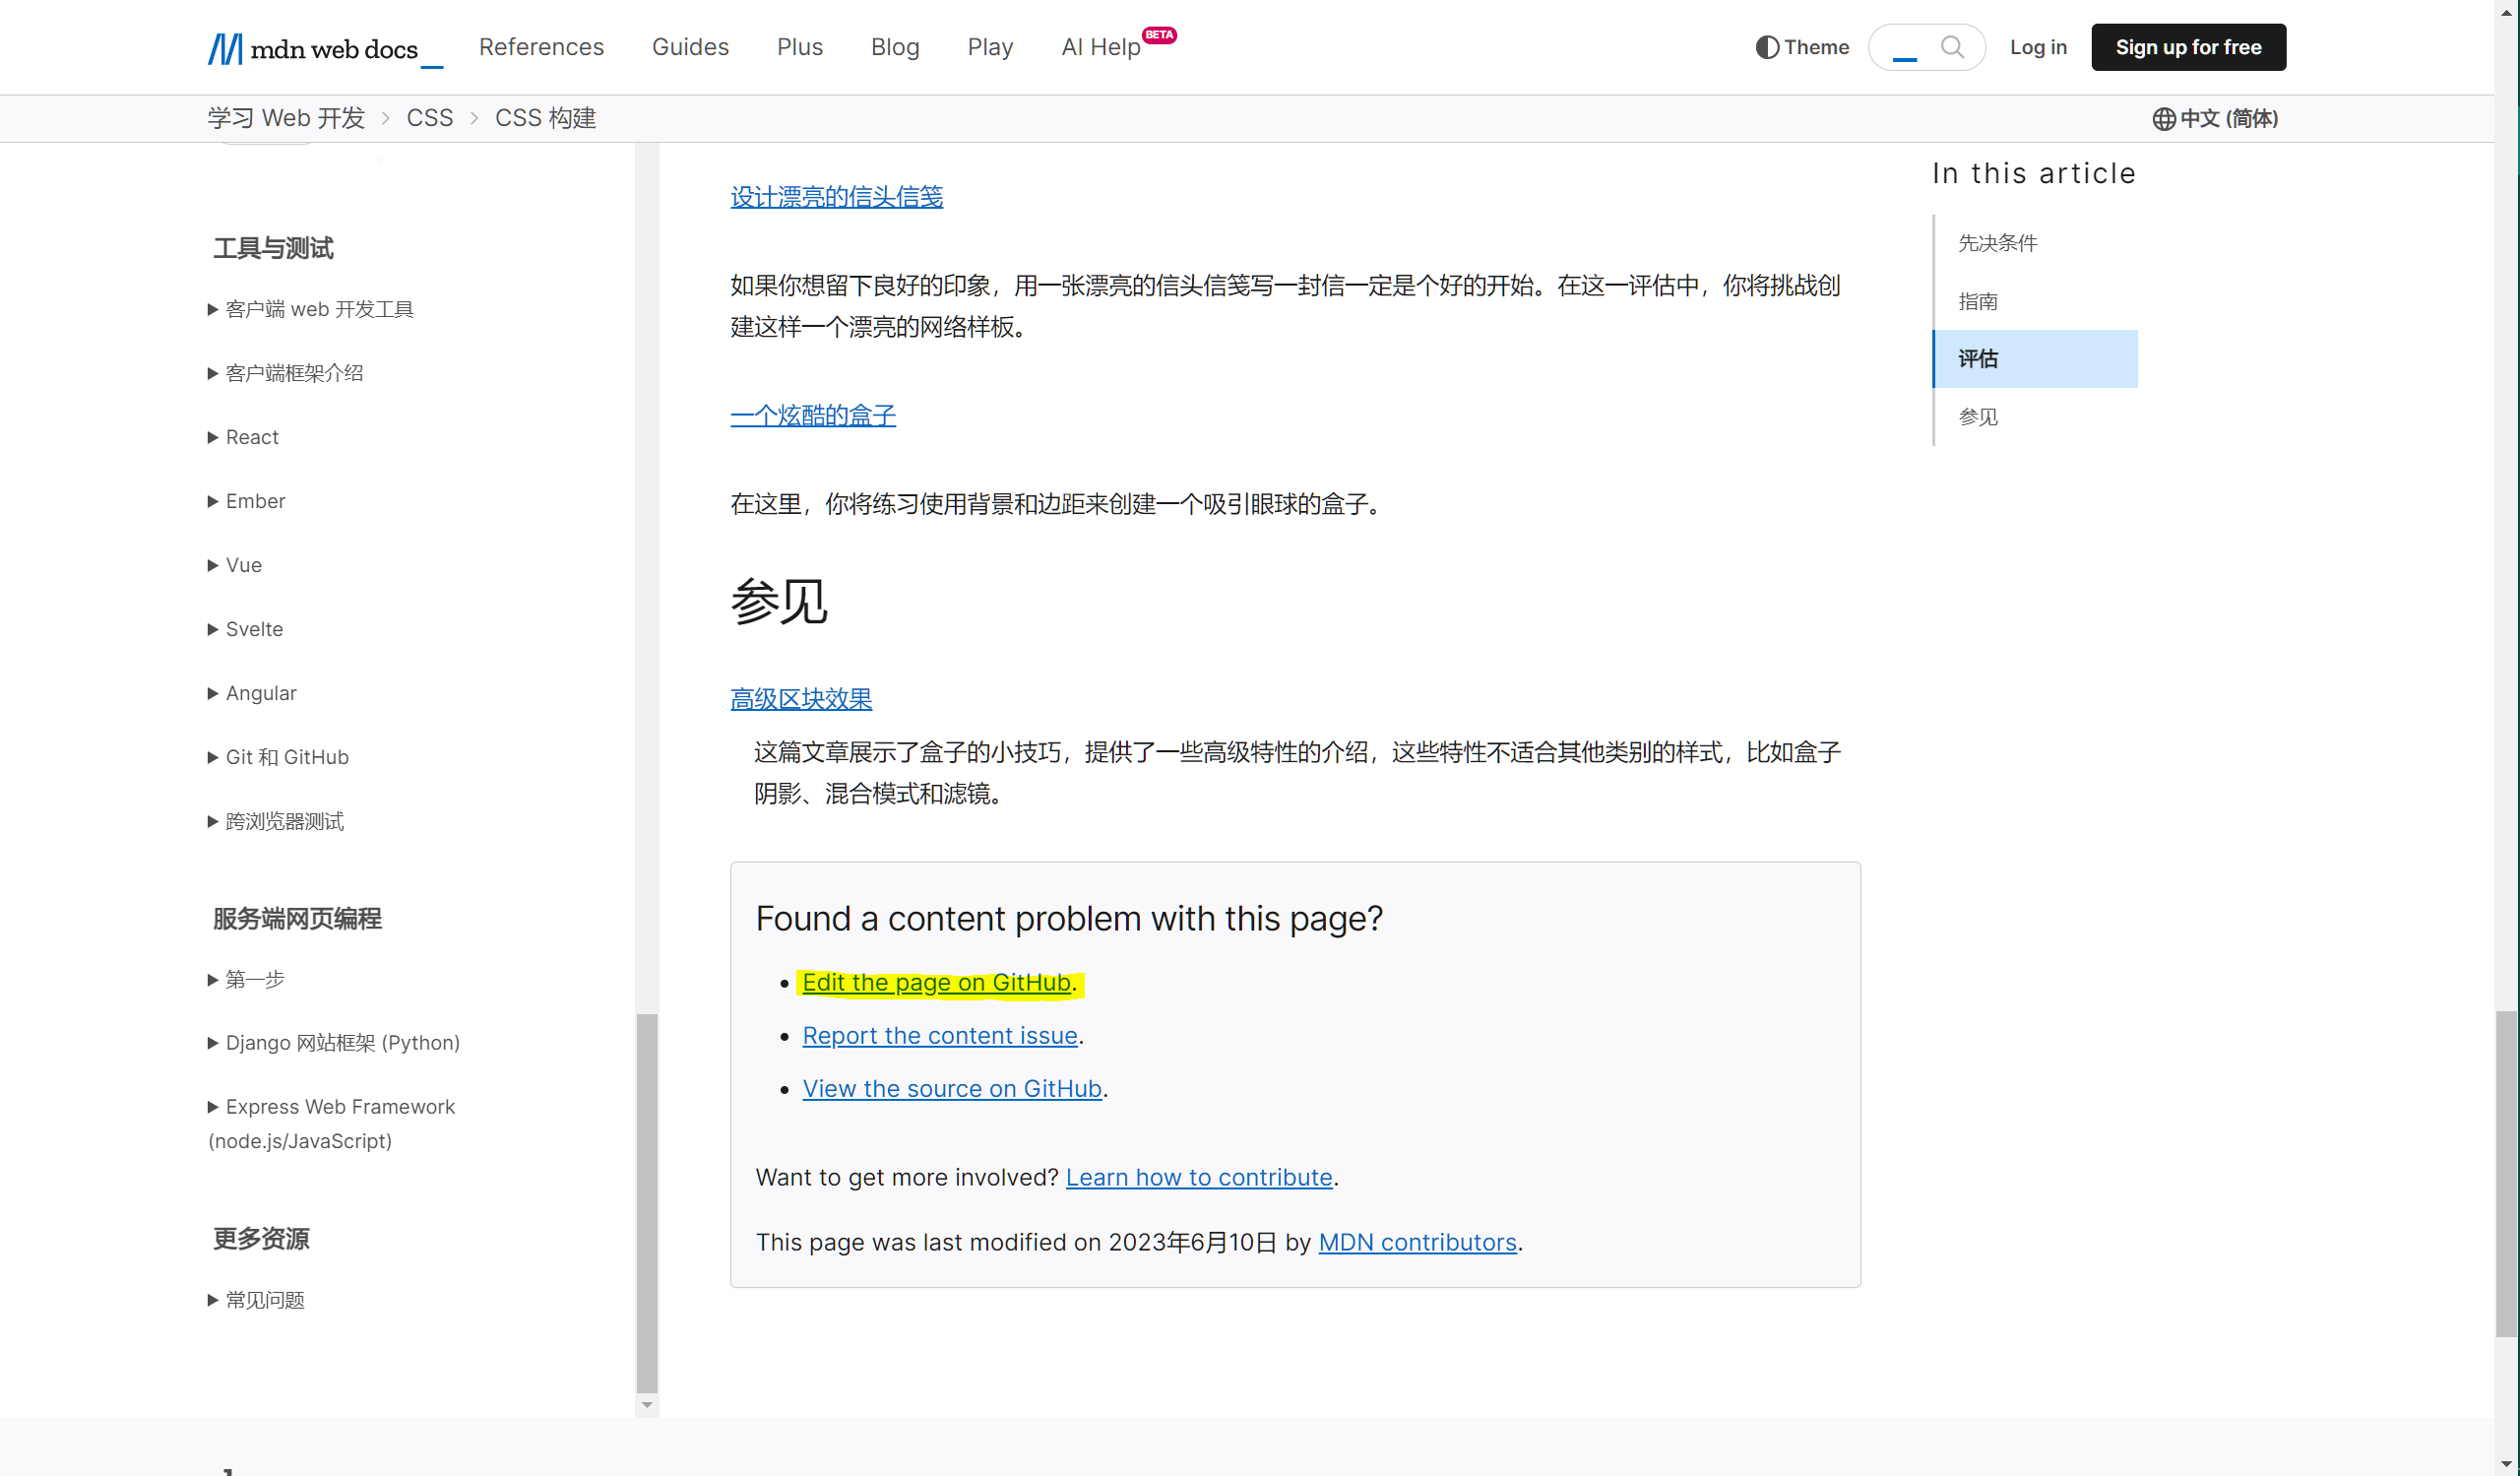 mdn web docs
References
Guides
Plus
Blog
Play
AI Help BETA
Theme
Log in
Sign up for free
学习 Web 开发
CSS
CSS 构建
中文 (简体)
工具与测试
客户端 web 开发工具
客户端框架介绍
React
Ember
Vue
Svelte
Angular
Git 和 GitHub
跨浏览器测试
服务端网页编程
第一步
Django 网站框架 (Python)
Express Web Framework
(node.js/JavaScript)
更多资源
常见问题
设计漂亮的信头信笺
如果你想留下良好的印象，用一张漂亮的信头信笺写一封信一定是个好的开始。在这一评估中，你将挑战创
建这样一个漂亮的网络样板。
一个炫酷的盒子
在这里，你将练习使用背景和边距来创建一个吸引眼球的盒子。
参见
高级区块效果
这篇文章展示了盒子的小技巧，提供了一些高级特性的介绍，这些特性不适合其他类别的样式，比如盒子
阴影、混合模式和滤镜。
Found a content problem with this page?
Edit the page on GitHub.
Report the content issue.
View the source on GitHub.
Want to get more involved? Learn how to contribute.
This page was last modified on 2023年6月10日 by MDN contributors.
In this article
先决条件
指南
评估
参见